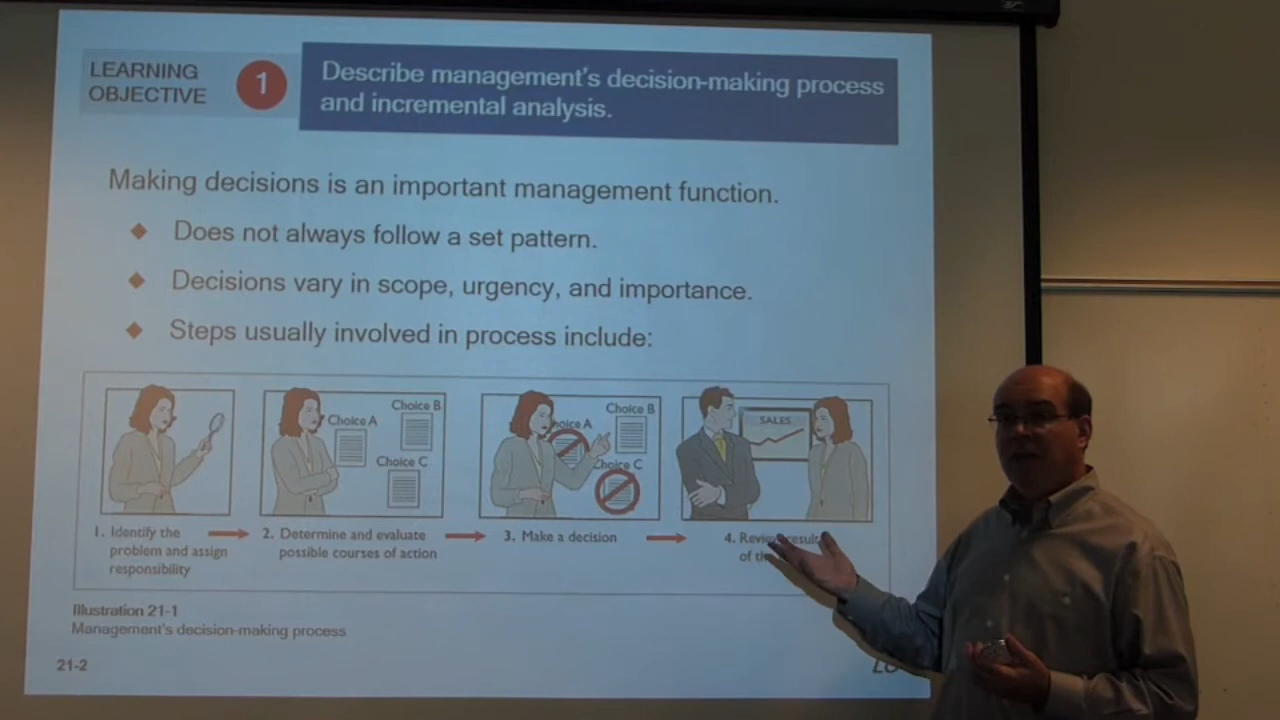 LEARNING
OBJECTIVE
1
Describe management's decision-making process
and incremental analysis.
Making decisions is an important management function.
Does not always follow a set pattern.
Decisions vary in scope, urgency, and importance.
Steps usually involved in process include:
Choice A
Choice B
Choice C
Choice B
SALES
1. Identify the
problem and assign
responsibility
2. Determine and evaluate
possible courses of action
3. Make a decision
4.
of
Illustration 21-1
Management's decision-making process
21-2